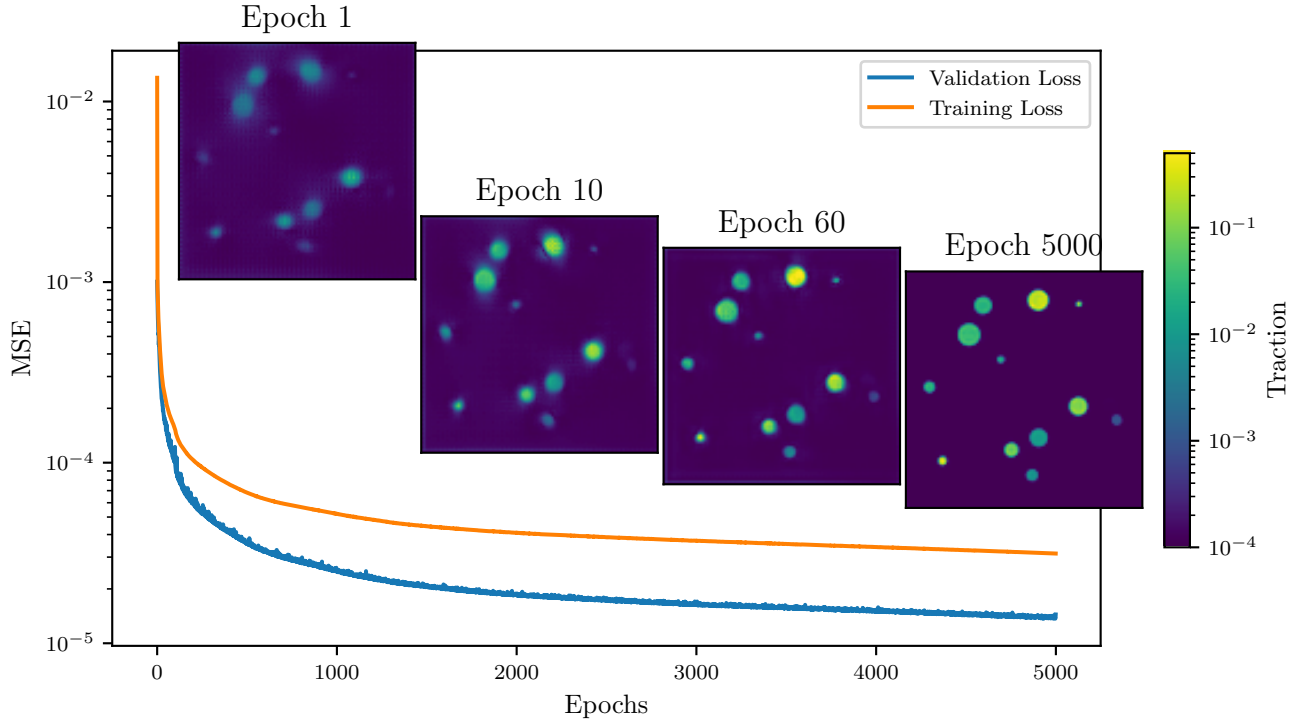 Epoch 1
Epoch 10
Epoch 60
Epoch 5000
Validation Loss
Training Loss
MSE
10⁻²
10⁻³
10⁻⁴
10⁻⁵
0
1000
2000
3000
4000
5000
Epochs
10⁻¹
10⁻²
10⁻³
10⁻⁴
Traction